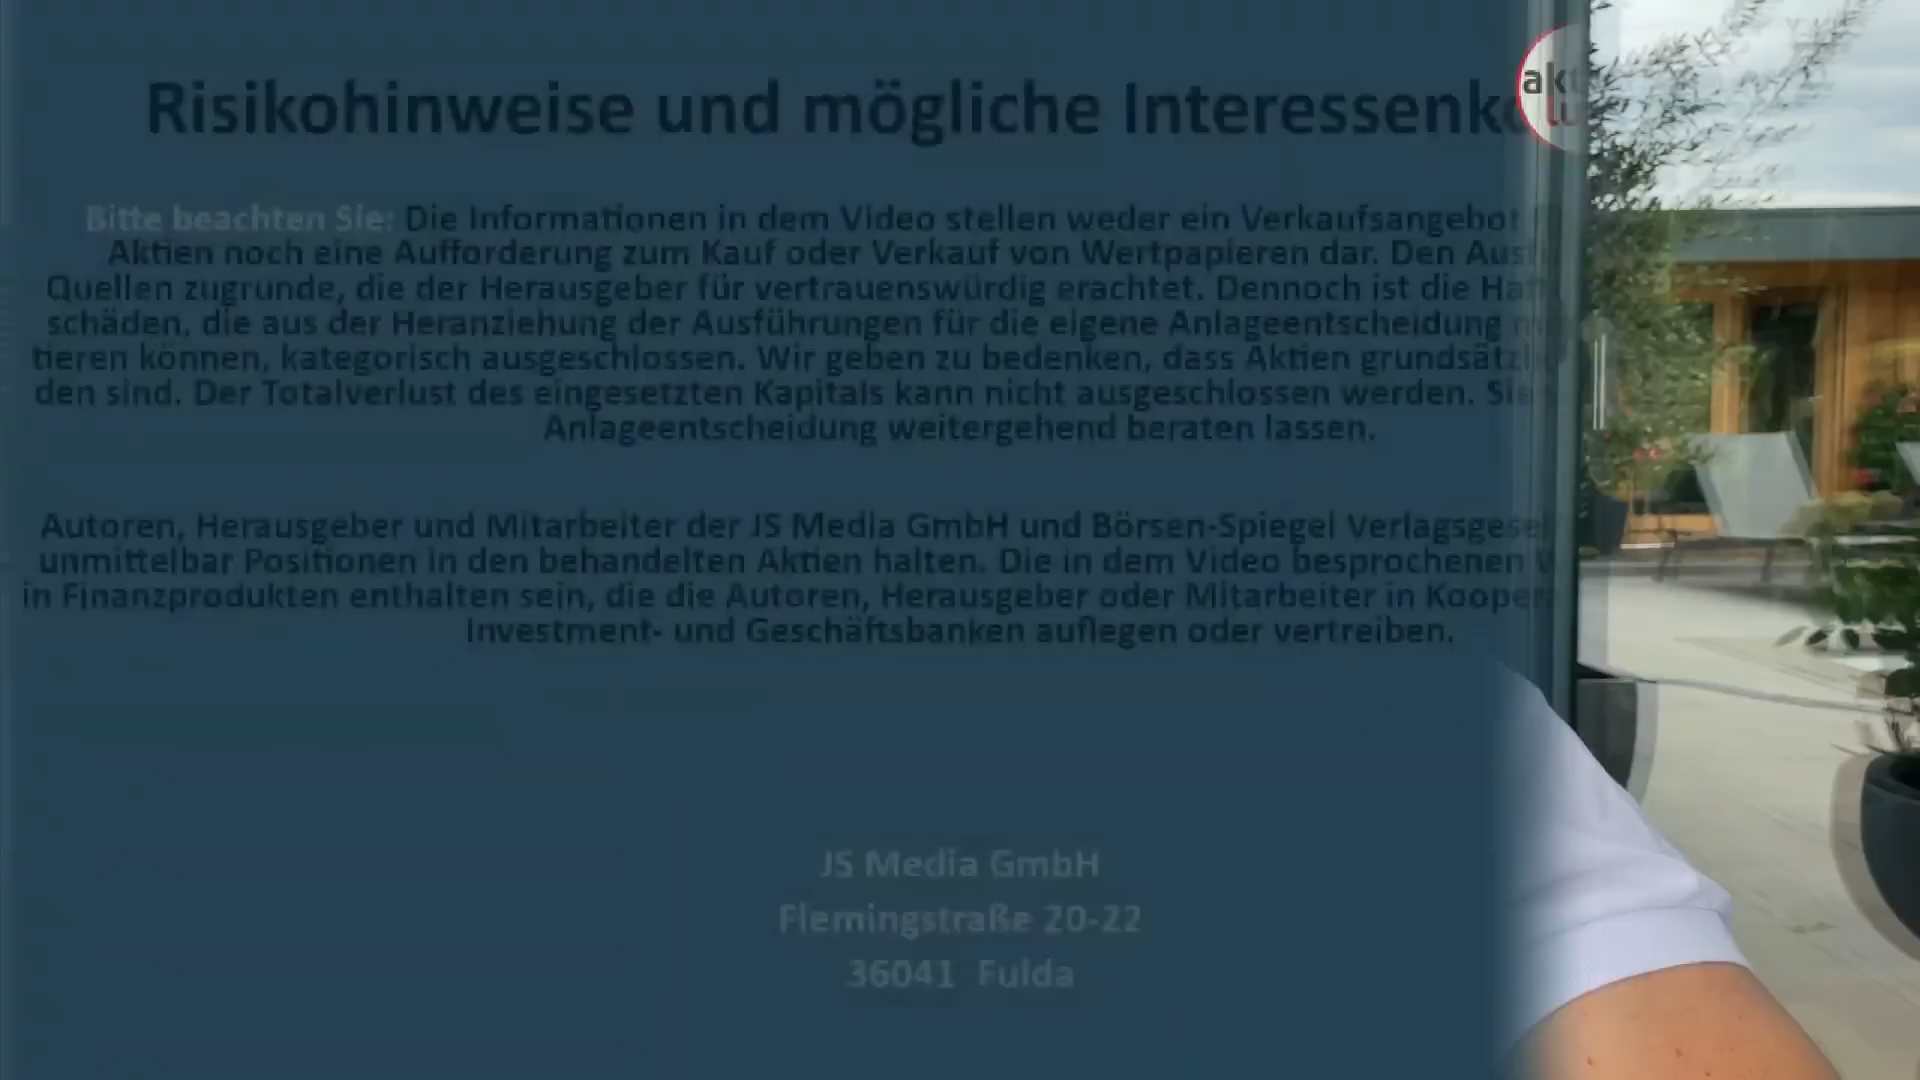 Risikohinweise und mögliche
Bitte beachten Sie: Die Informationen in dem Video stellen weder ein Verkaufsangebot
Aktien noch eine Aufforderung zum Kauf oder Verkauf von Wertpapieren dar. Den
Quellen zugrunde, die der Herausgeber für vertrauenswürdig erachtet. Dennoch ist die
schäden, die aus der Heranziehung der Ausführungen für die eigene Anlageentscheidung
tieren können, kategorisch ausgeschlossen. Wir geben zu bedenken, dass Aktien
den sind. Der Totalverlust des eingesetzten Kapitals kann nicht ausgeschlossen werden.
Anlageentscheidung weitergehend beraten lassen.
Autoren, Herausgeber und Mitarbeiter der JS Media GmbH und Börsen-Spiegel
unmittelbar Positionen in den behandelten Aktien halten. Die in dem Video besprochenen
in Finanzprodukten enthalten sein, die die Autoren, Herausgeber oder Mitarbeiter in
Investment- und Geschäftsbanken auflegen oder vertreiben.
JS Media GmbH
Flemingstraße 20-22
36041 Fulda